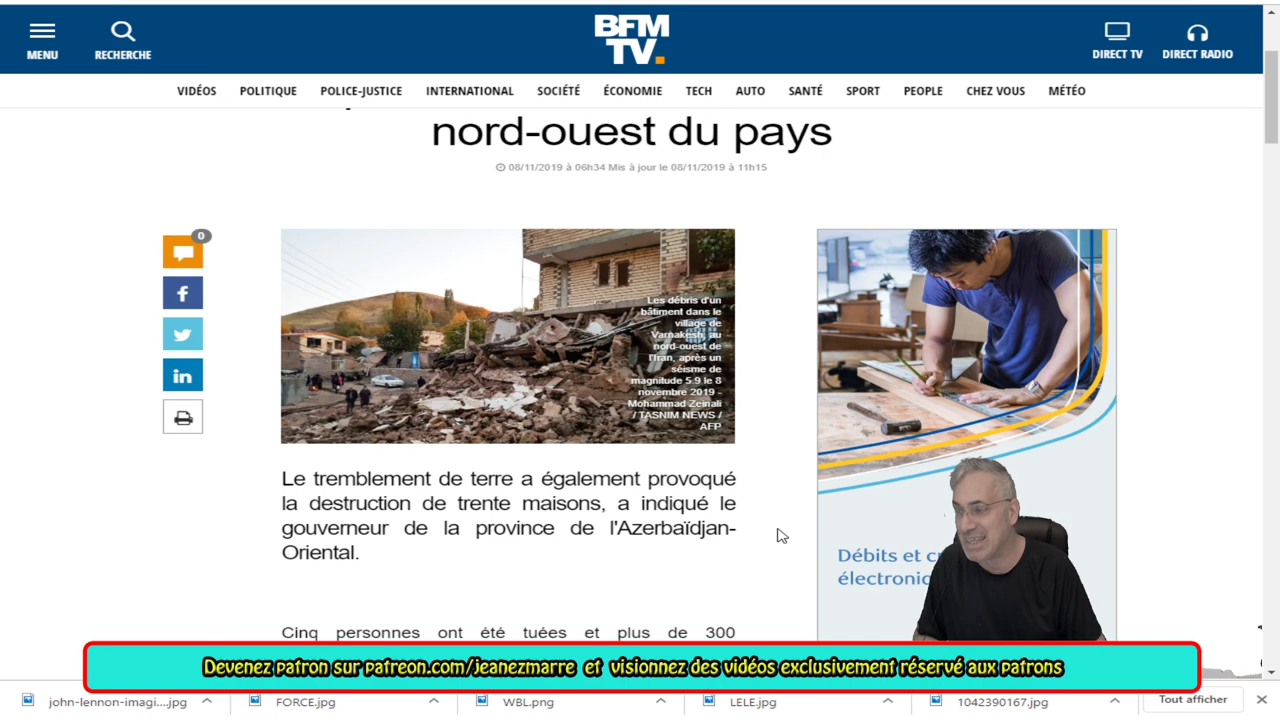 MENU
RECHERCHE
BFM
TV.
DIRECT TV
DIRECT RADIO
VIDÉOS POLITIQUE POLICE-JUSTICE INTERNATIONAL SOCIÉTÉ ÉCONOMIE TECH AUTO SANTÉ SPORT PEOPLE CHEZ VOUS MÉTÉO
nord-ouest du pays
08/11/2019 à 06h34 Mis à jour le 08/11/2019 à 11h15
0
Les débris d'un
bâtiment dans le
village de
Varnakesh, au
nord-ouest de
l'Iran, après un
séisme de
magnitude 5.9 le 8
novembre 2019 -
Mohammad Zeinali
/ TASNIM NEWS /
AFP
Le tremblement de terre a également provoqué
la destruction de trente maisons, a indiqué le
gouverneur de la province de l'Azerbaïdjan-
Oriental.
Débits et
Cinq personnes ont été tuées et plus de 300
Devenez patron sur patreon.com/jeanezmarre et visionnez des vidéos exclusivement réservé aux patrons
john-lennon-imagi....jpg
FORCE.jpg
WBL.png
LELE.jpg
1042390167.jpg
Tout afficher